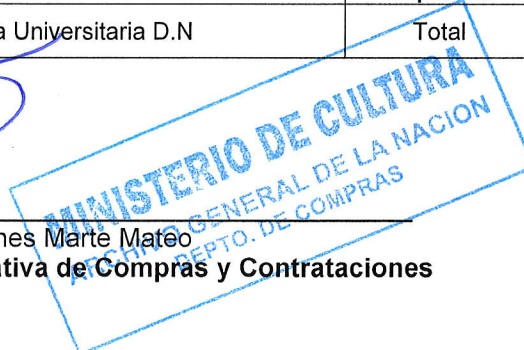 a Universitaria D.N
Total
MINISTERIO DE CULTURA
ARCHIVO GENERAL DE LA NACION
DEPTO. DE COMPRAS
nes Marte Mateo
ativa de Compras y Contrataciones